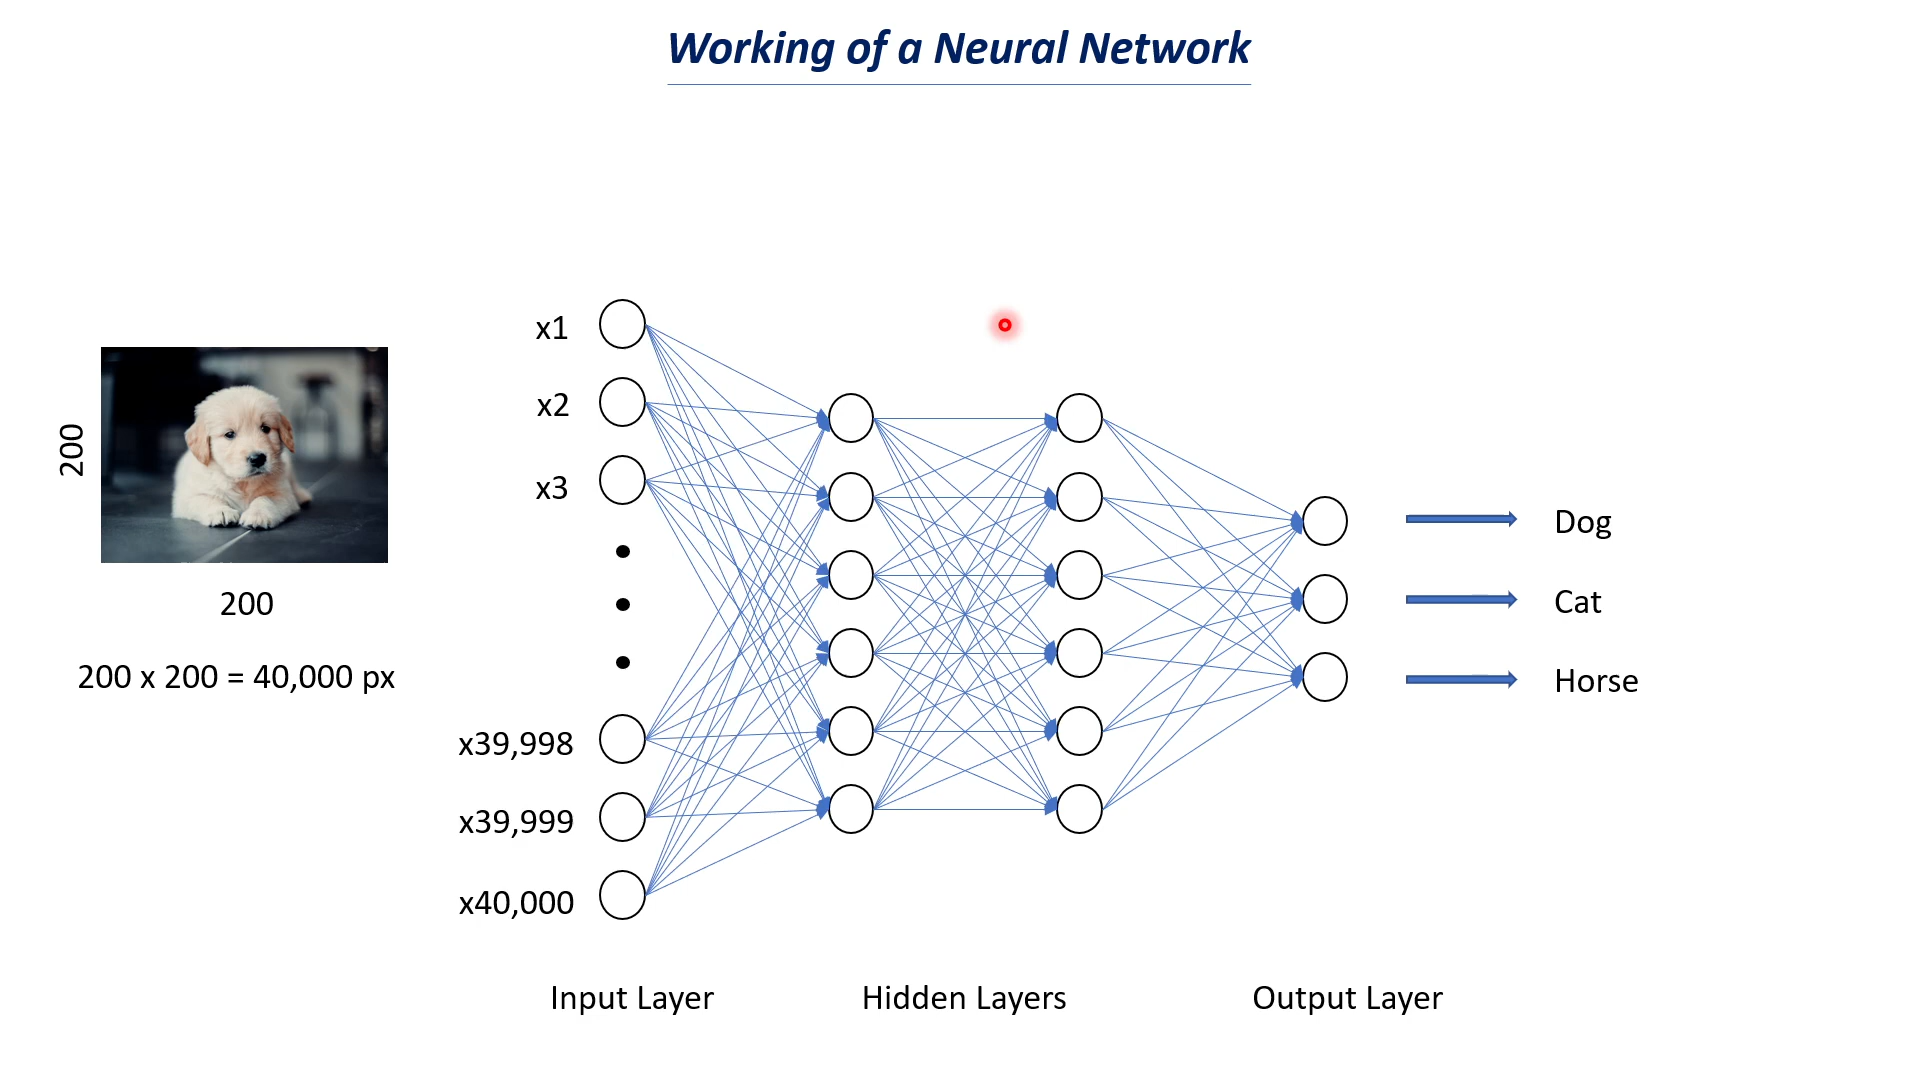 Working of a Neural Network
x1
x2
x3
x39,998
x39,999
x40,000
200
200
200 x 200 = 40,000 px
Dog
Cat
Horse
Input Layer
Hidden Layers
Output Layer